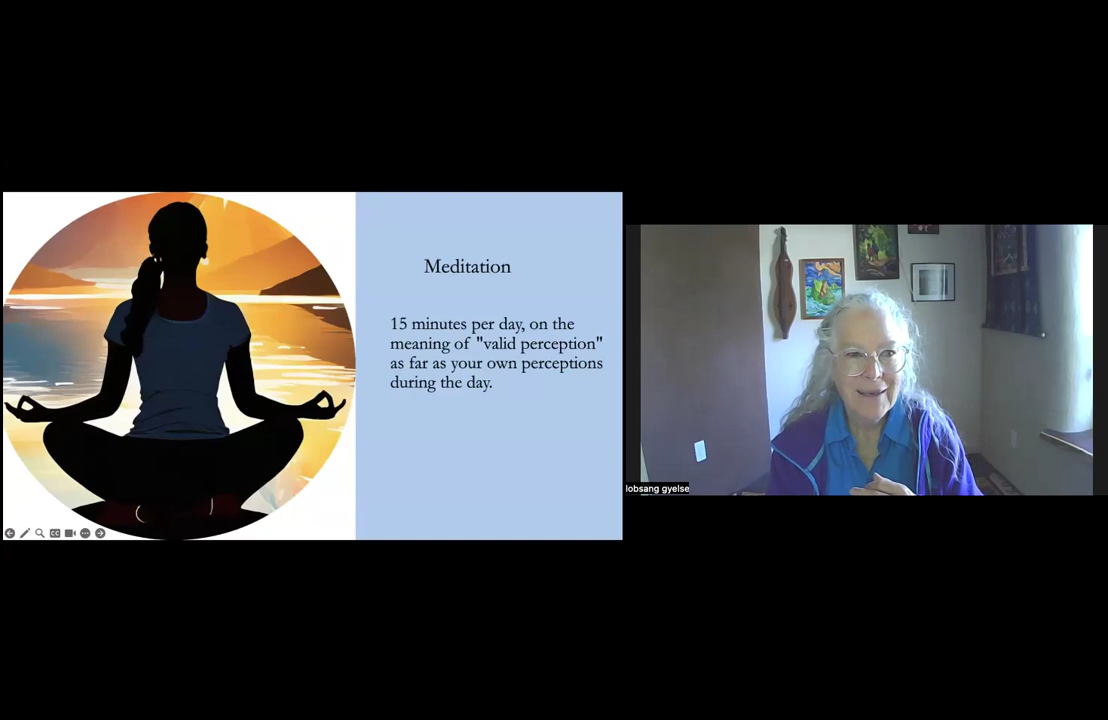 Meditation
15 minutes per day, on the
meaning of "valid perception"
as far as your own perceptions
during the day.
lobsang gyelse